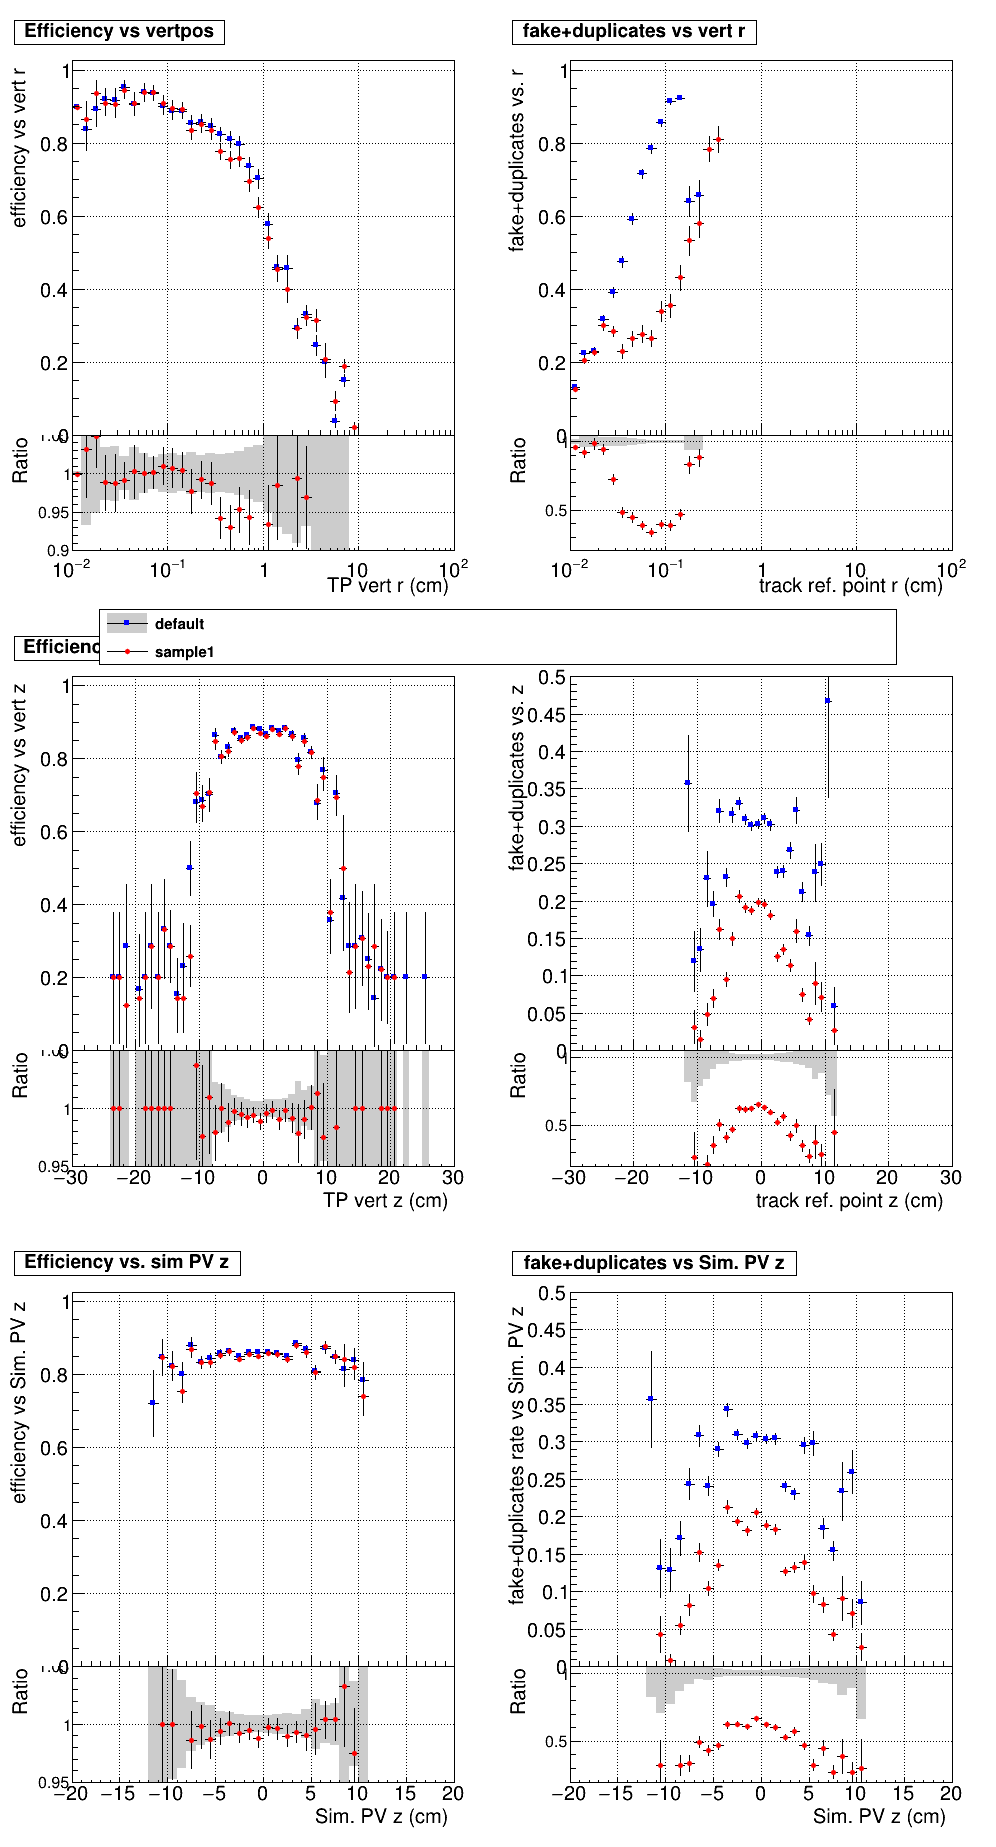 Efficiency vs vertpos
efficiency vs vert r
1
0.8
0.6
0.4
0.2
0
Ratio
1
0.95
0.9
10−2 10−1 1 10 102
TP vert r (cm)
fake+duplicates vs vert r
fake+duplicates vs. r
1
0.8
0.6
0.4
0.2
0
Ratio
1
0.5
10−2 10−1 1 10 102
track ref. point r (cm)
default
sample1
Efficienc
efficiency vs vert z
1
0.8
0.6
0.4
0.2
0
Ratio
1
0.95
−30 −20 −10 0 10 20 30
TP vert z (cm)
fake+duplicates vs. z
0.5
0.45
0.4
0.35
0.3
0.25
0.2
0.15
0.1
0.05
0
Ratio
1
0.5
−30 −20 −10 0 10 20 30
track ref. point z (cm)
Efficiency vs. sim PV z
efficiency vs Sim. PV z
1
0.8
0.6
0.4
0.2
0
Ratio
1
0.95
−20 −15 −10 −5 0 5 10 15 20
Sim. PV z (cm)
fake+duplicates vs Sim. PV z
fake+duplicates rate vs Sim. PV z
0.5
0.45
0.4
0.35
0.3
0.25
0.2
0.15
0.1
0.05
0
Ratio
1
0.5
−20 −15 −10 −5 0 5 10 15 20
Sim. PV z (cm)